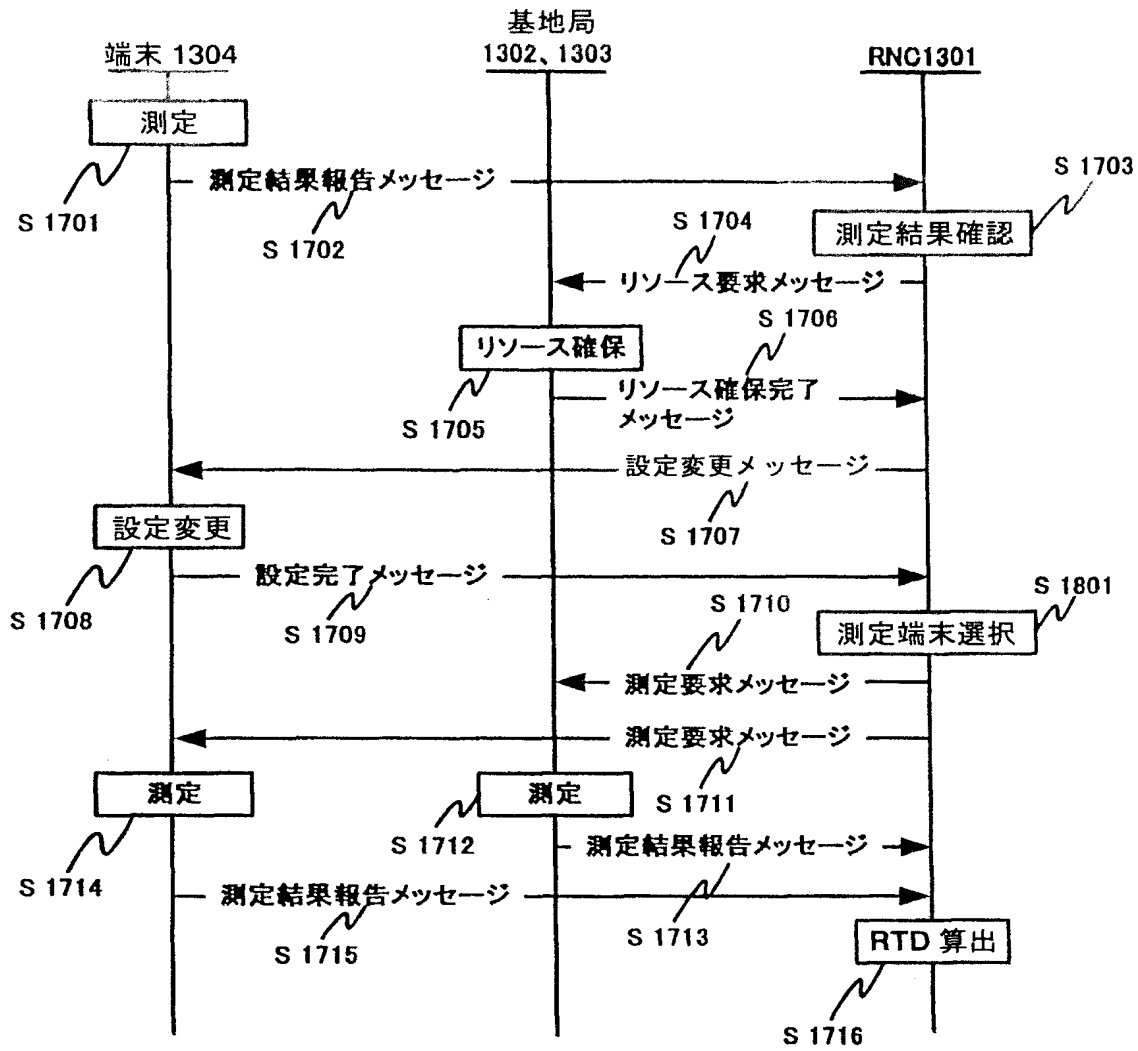 端末 1304
基地局
1302、1303
RNC1301
測定
S 1701
測定結果報告メッセージ
S 1702
S 1703
測定結果確認
S 1704
リソース要求メッセージ
リソース確保
S 1705
S 1706
リソース確保完了
メッセージ
設定変更メッセージ
S 1707
設定変更
S 1708
設定完了メッセージ
S 1709
S 1801
測定端末選択
S 1710
測定要求メッセージ
測定要求メッセージ
S 1711
測定
S 1714
測定
S 1712
測定結果報告メッセージ
S 1713
測定結果報告メッセージ
S 1715
RTD 算出
S 1716